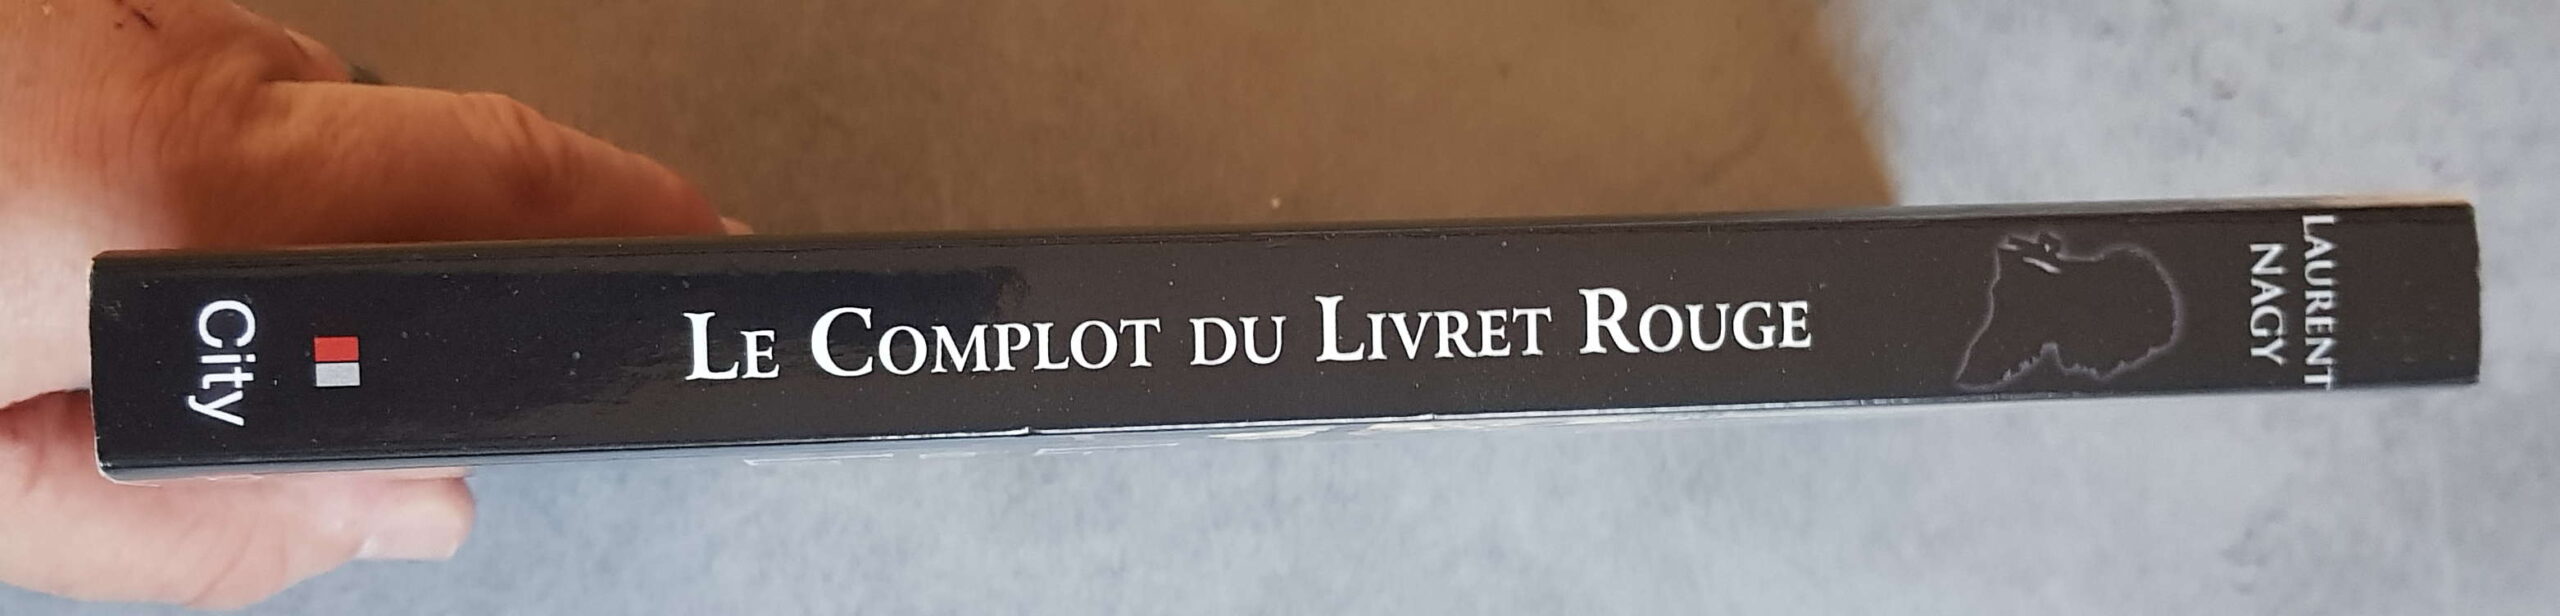 LAURENT
NAGY
LE COMPLOT DU LIVRET ROUGE
City